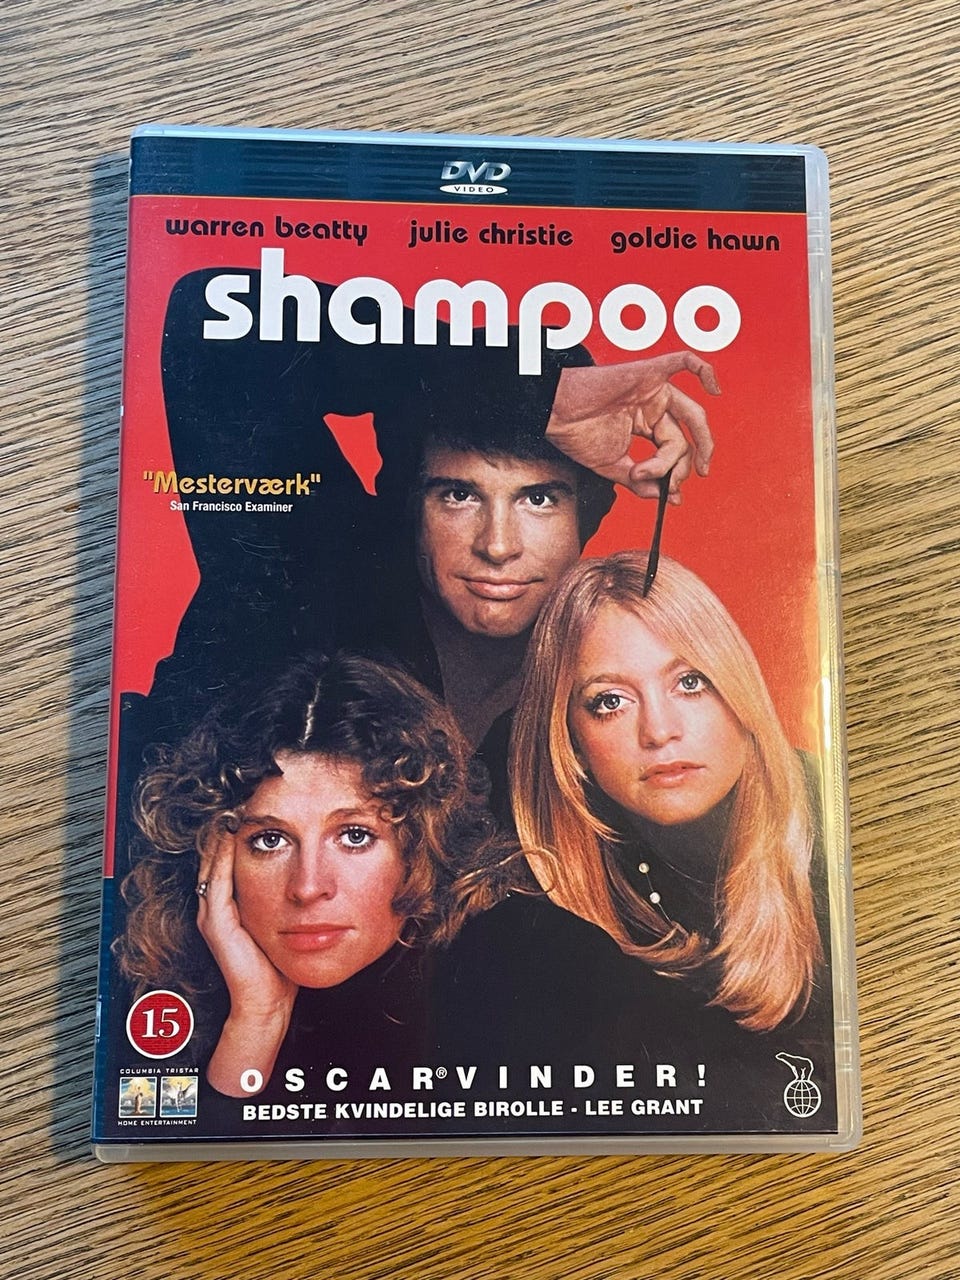 DVD
VIDEO
warren beatty julie christie goldie hawn
shampoo
"Mesterværk"
San Francisco Examiner
15
COLUMBIA TRISTAR
HOME ENTERTAINMENT
OSCAR® VINDER!
BEDSTE KVINDELIGE BIROLLE - LEE GRANT